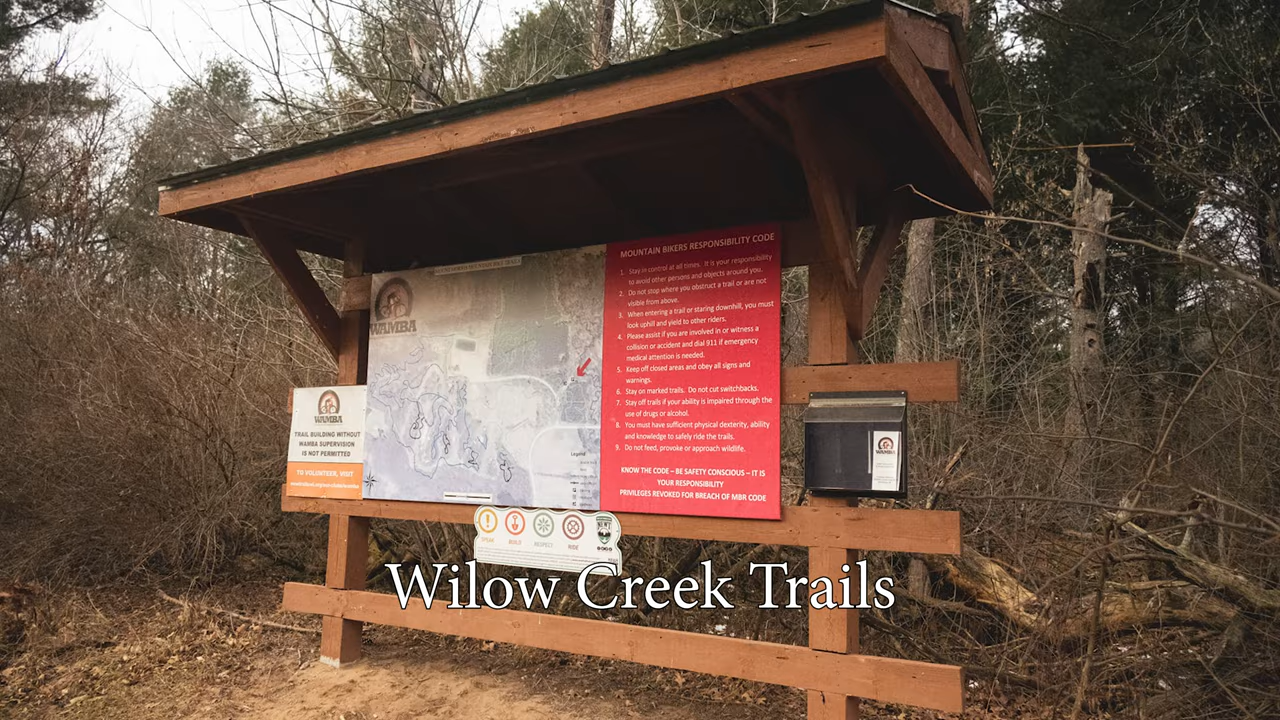 WAMBA
MOUNTAIN BIKERS RESPONSIBILITY CODE
1. Stay in control at all times. It is your responsibility
to avoid other persons and objects around you.
2. Do not stop where you obstruct a trail or are not
visible from above.
3. When entering a trail or staring downhill, you must
look uphill and yield to other riders.
4. Please assist if you are involved in or witness a
collision or accident and dial 911 if emergency
medical attention is needed.
5. Keep off closed areas and obey all signs and
warnings.
6. Stay on marked trails. Do not cut switchbacks.
7. Stay off trails if your ability is impaired through the
use of drugs or alcohol.
8. You must have sufficient physical dexterity, ability
and knowledge to safely ride the trails.
9. Do not feed, provoke or approach wildlife.
KNOW THE CODE – BE SAFETY CONSCIOUS – IT IS
YOUR RESPONSIBILITY
PRIVILEGES REVOKED FOR BREACH OF MBR CODE
Legend
WAMBA
TRAIL BUILDING WITHOUT
WAMBA SUPERVISION
IS NOT PERMITTED
TO VOLUNTEER, VISIT
WAMBA
SPEAK BUILD RESPECT RIDE
Wilow Creek Trails